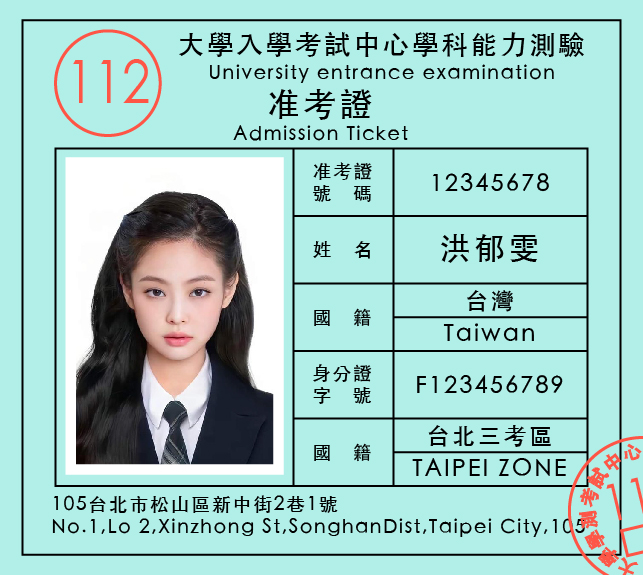 112
大學入學考試中心學科能力測驗
University entrance examination
准考證
Admission Ticket
准考證
號 碼
12345678
姓 名
洪郁雯
國 籍
台灣
Taiwan
身分證
字 號
F123456789
國 籍
台北三考區
TAIPEI ZONE
105台北市松山區新中街2巷1號
No.1,Lo 2,Xinzhong St,SonghanDist,Taipei City,105